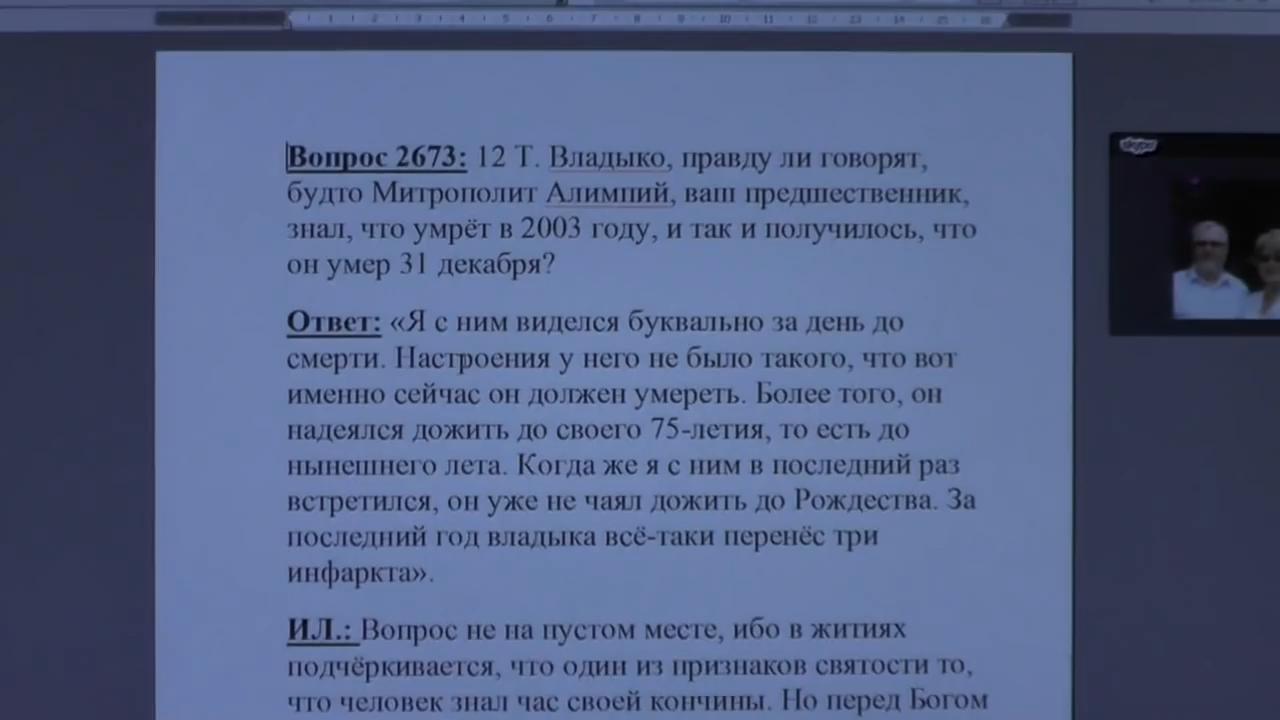 Вопрос 2673: 12 Т. Владыко, правду ли говорят,
будто Митрополит Алимпий, ваш предшественник,
знал, что умрёт в 2003 году, и так и получилось, что
он умер 31 декабря?
Ответ: «Я с ним виделся буквально за день до
смерти. Настроения у него не было такого, что вот
именно сейчас он должен умереть. Более того, он
надеялся дожить до своего 75-летия, то есть до
нынешнего лета. Когда же я с ним в последний раз
встретился, он уже не чаял дожить до Рождества. За
последний год владыка всё-таки перенёс три
инфаркта».
ИЛ.: Вопрос не на пустом месте, ибо в житиях
подчёркивается, что один из признаков святости то,
что человек знал час своей кончины. Но перед Богом
skype